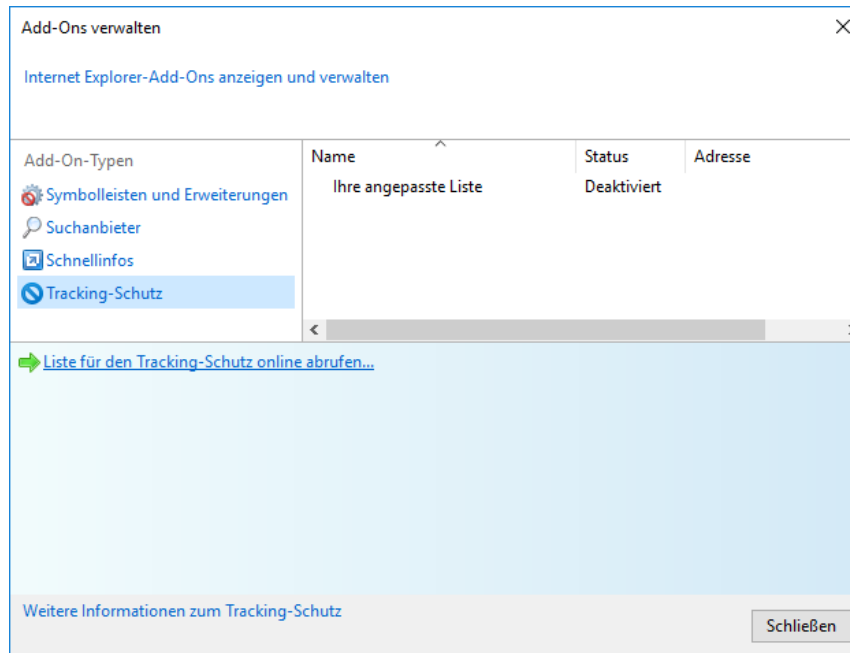 Add-Ons verwalten
Internet Explorer-Add-Ons anzeigen und verwalten
Add-On-Typen
Symbolleisten und Erweiterungen
Suchanbieter
Schnellinfos
Tracking-Schutz
Name Status Adresse
Ihre angepasste Liste Deaktiviert
Liste für den Tracking-Schutz online abrufen...
Weitere Informationen zum Tracking-Schutz
Schließen